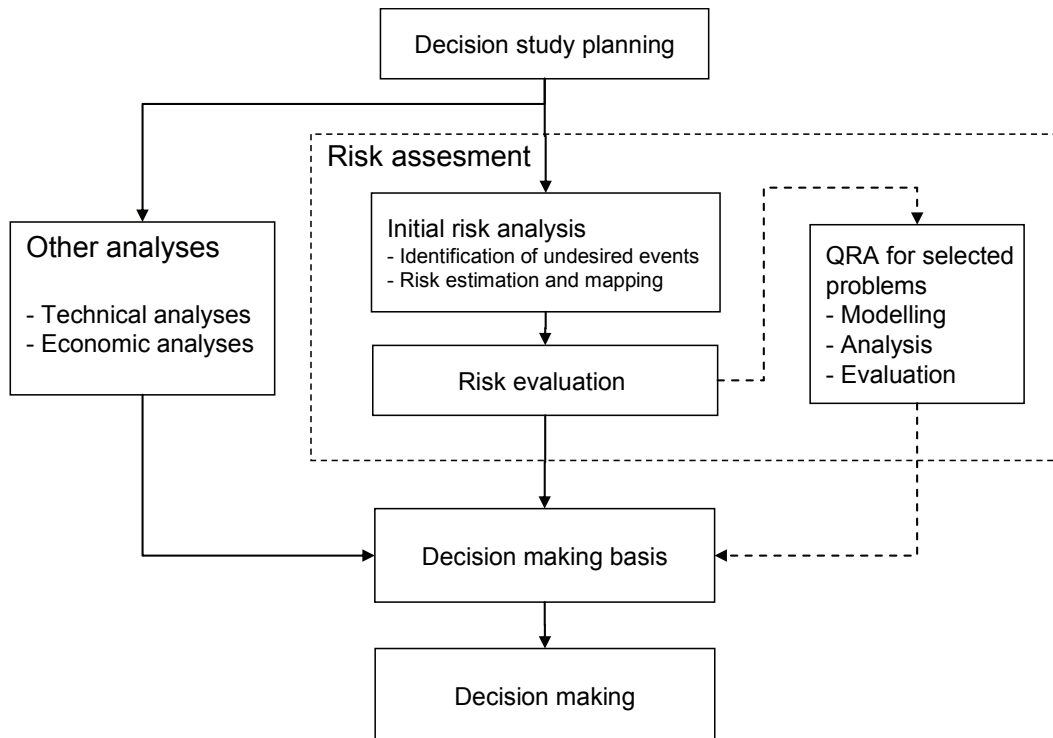 Decision study planning
Risk assesment
Initial risk analysis
- Identification of undesired events
- Risk estimation and mapping
Other analyses
- Technical analyses
- Economic analyses
QRA for selected
problems
- Modelling
- Analysis
- Evaluation
Risk evaluation
Decision making basis
Decision making